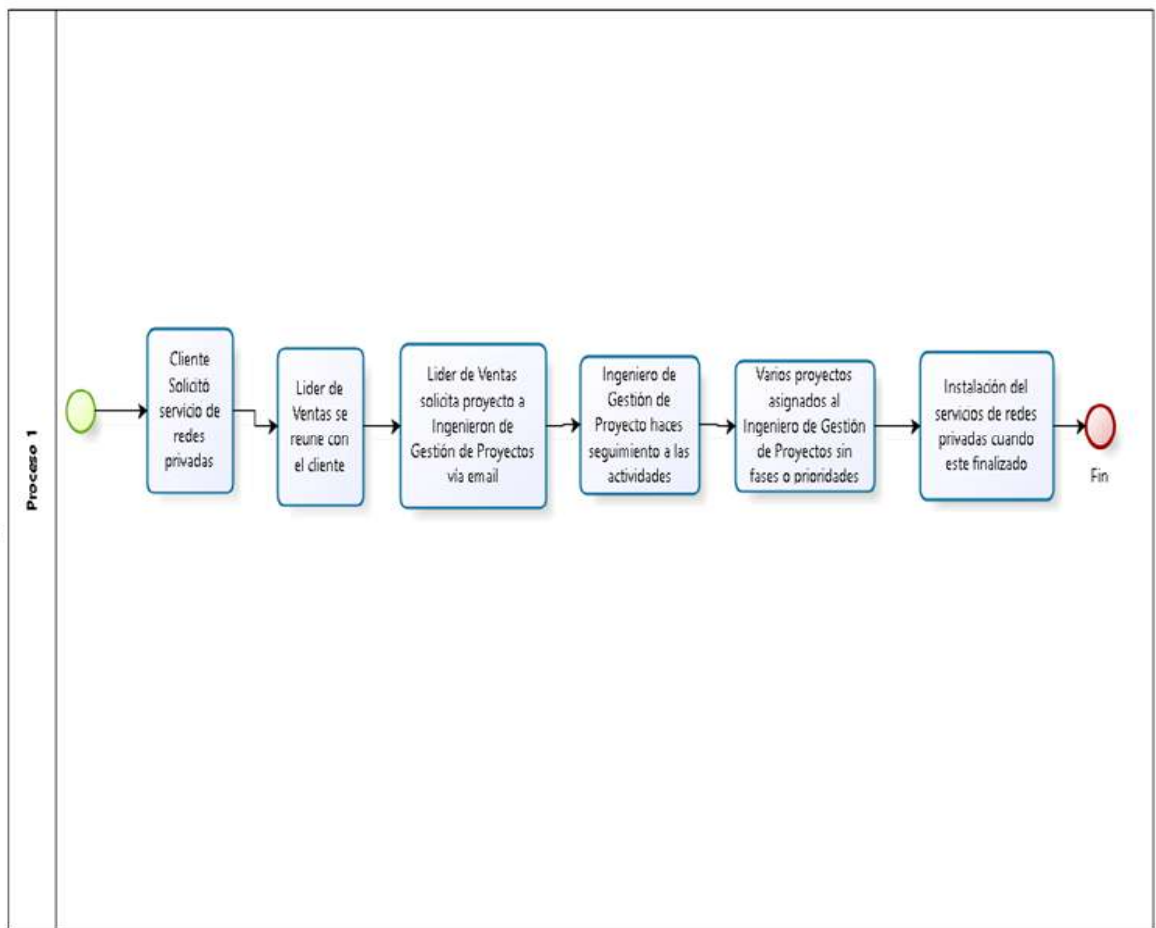 Proceso 1
Cliente
Solicitó
servicio de
redes
privadas
Lider de
Ventas se
reune con
el cliente
Lider de Ventas
solicita proyecto a
Ingenieron de
Gestión de Proyectos
vía email
Ingeniero de
Gestión de
Proyecto haces
seguimiento a las
actividades
Varios proyectos
asignados al
Ingeniero de Gestión
de Proyectos sin
fases o prioridades
Instalación del
servicios de redes
privadas cuando
este finalizado
Fin